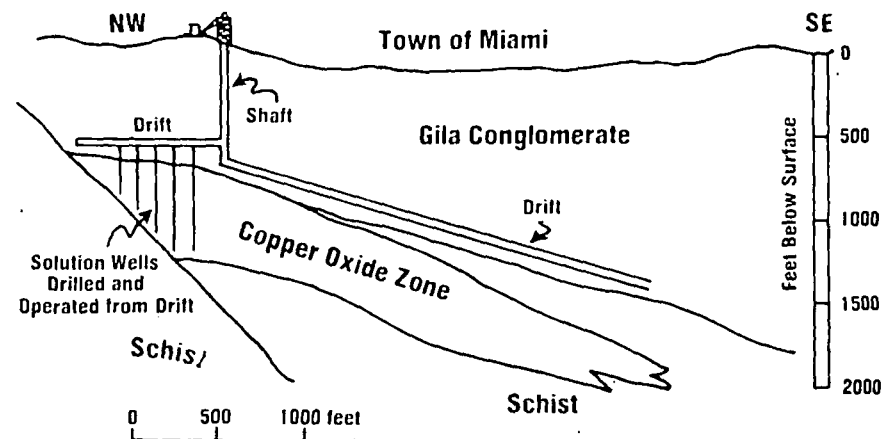 NW
Town of Miami
SE
0
Shaft
Drift
Gila Conglomerate
500
Feet Below Surface
Drift
1000
Copper Oxide Zone
Solution Wells
Drilled and
Operated from Drift
1500
Schist
2000
Schist
0 500 1000 feet